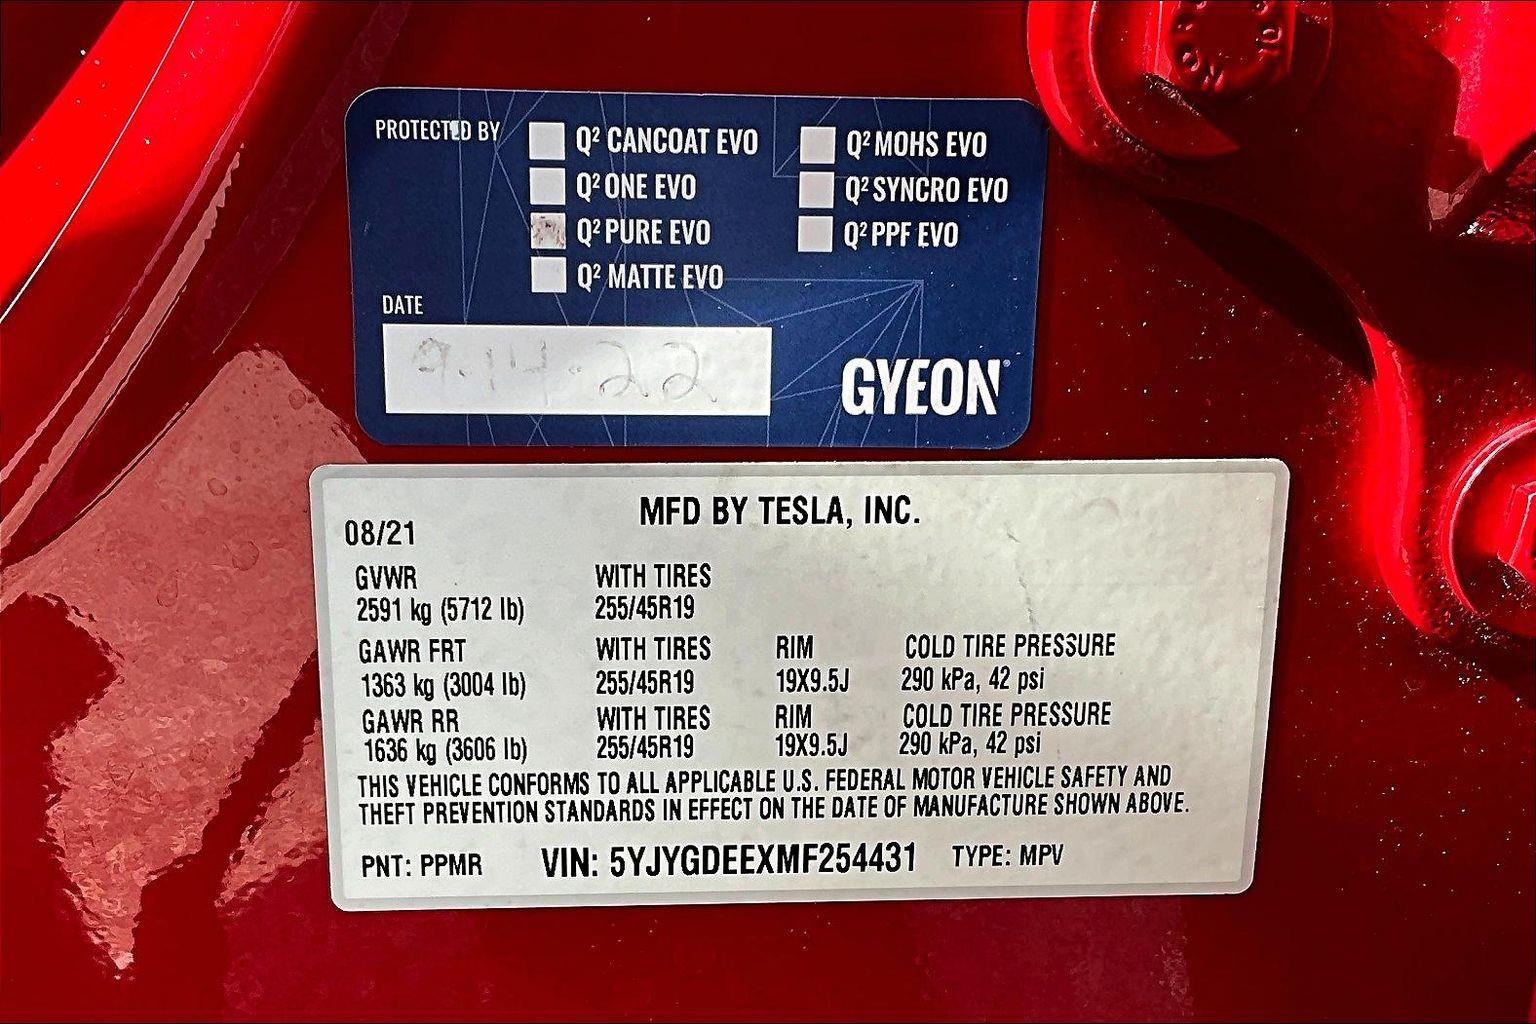 PROTECTED BY
Q² CANCOAT EVO
Q² ONE EVO
Q² PURE EVO
Q² MATTE EVO
Q² MOHS EVO
Q² SYNCRO EVO
Q² PPF EVO
DATE
9.14.22
GYEON®
MFD BY TESLA, INC.
08/21
GVWR WITH TIRES
2591 kg (5712 lb) 255/45R19
GAWR FRT WITH TIRES RIM COLD TIRE PRESSURE
1363 kg (3004 lb) 255/45R19 19X9.5J 290 kPa, 42 psi
GAWR RR WITH TIRES RIM COLD TIRE PRESSURE
1636 kg (3606 lb) 255/45R19 19X9.5J 290 kPa, 42 psi
THIS VEHICLE CONFORMS TO ALL APPLICABLE U.S. FEDERAL MOTOR VEHICLE SAFETY AND
THEFT PREVENTION STANDARDS IN EFFECT ON THE DATE OF MANUFACTURE SHOWN ABOVE.
PNT: PPMR VIN: 5YJYGDEEXMF254431 TYPE: MPV